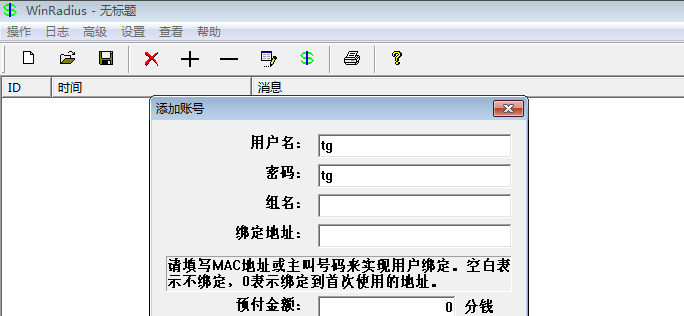 WinRadius - 无标题
操作 日志 高级 设置 查看 帮助
ID 时间 消息
添加账号
用户名： tg
密码： tg
组名：
绑定地址：
请填写MAC地址或主叫号码来实现用户绑定。空白表
示不绑定，0表示绑定到首次使用的地址。
预付金额： 0 分钱